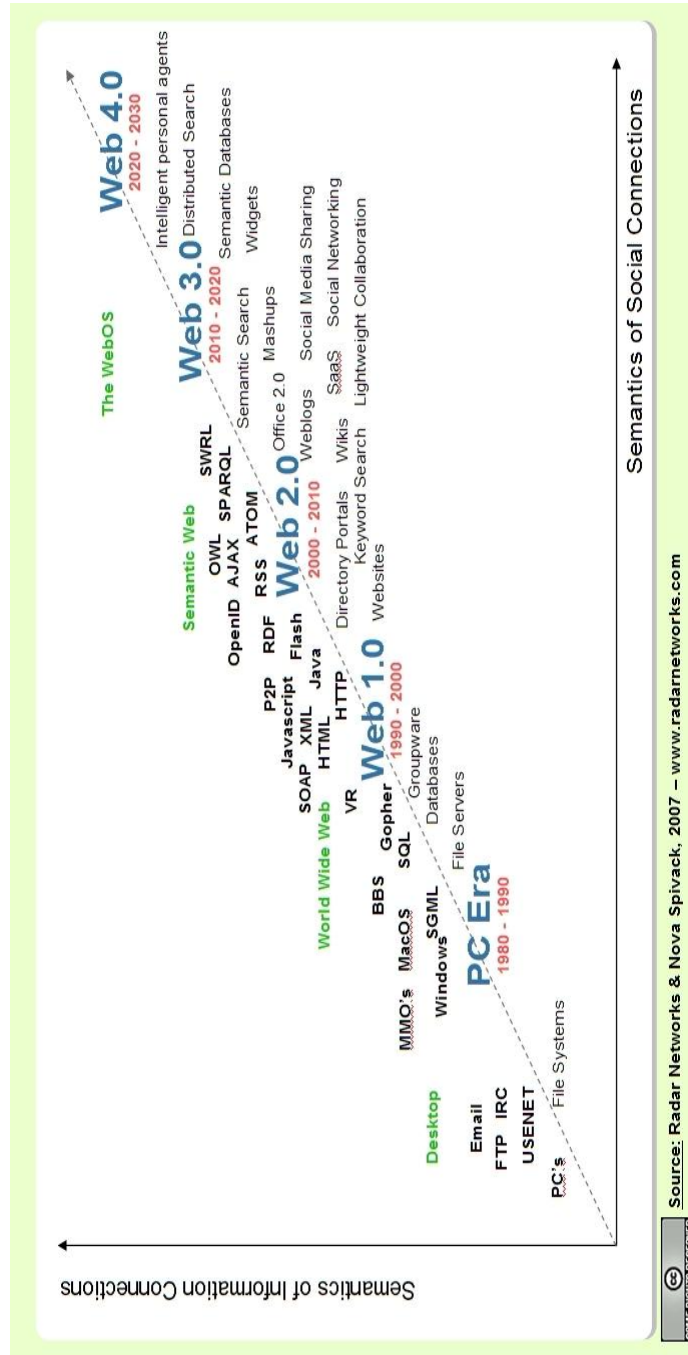 Semantics of Information Connections
Semantics of Social Connections
The WebOS
Web 4.0
2020 - 2030
Intelligent personal agents
Semantic Web
SWRL
Web 3.0
2010 - 2020
Distributed Search
Semantic Databases
OWL
SPARQL
OpenID
AJAX
ATOM
Semantic Search
Widgets
RSS
Office 2.0
Mashups
P2P
RDF
Javascript
Flash
Web 2.0
2000 - 2010
Weblogs
Social Media Sharing
SOAP
XML
Java
SaaS
Social Networking
World Wide Web
HTML
HTTP
Directory Portals
Wikis
VR
Keyword Search
Lightweight Collaboration
BBS
Gopher
Web 1.0
1990 - 2000
Websites
MMO's
MacOS
SQL
Groupware
Desktop
Windows
SGML
Databases
File Servers
PC Era
1980 - 1990
Email
FTP
IRC
USENET
PC's
File Systems
Source: Radar Networks & Nova Spivack, 2007 – www.radarnetworks.com
cc